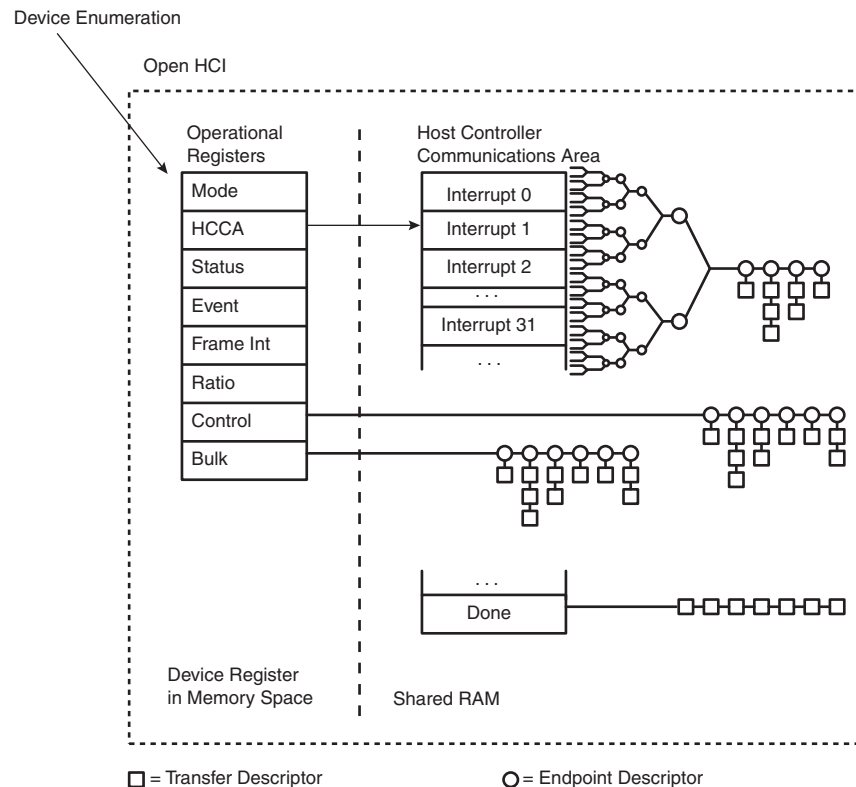 Device Enumeration
Open HCI
Operational
Registers
Mode
HCCA
Status
Event
Frame Int
Ratio
Control
Bulk
Host Controller
Communications Area
Interrupt 0
Interrupt 1
Interrupt 2
. . .
Interrupt 31
. . .
. . .
Done
Device Register
in Memory Space
Shared RAM
= Transfer Descriptor
= Endpoint Descriptor